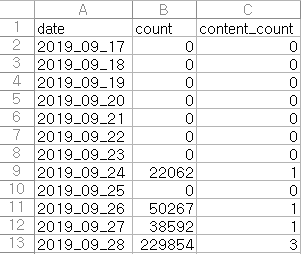 A B C
1 date count content_count
2 2019_09_17 0 0
3 2019_09_18 0 0
4 2019_09_19 0 0
5 2019_09_20 0 0
6 2019_09_21 0 0
7 2019_09_22 0 0
8 2019_09_23 0 0
9 2019_09_24 22062 1
10 2019_09_25 0 0
11 2019_09_26 50267 1
12 2019_09_27 38592 1
13 2019_09_28 229854 3